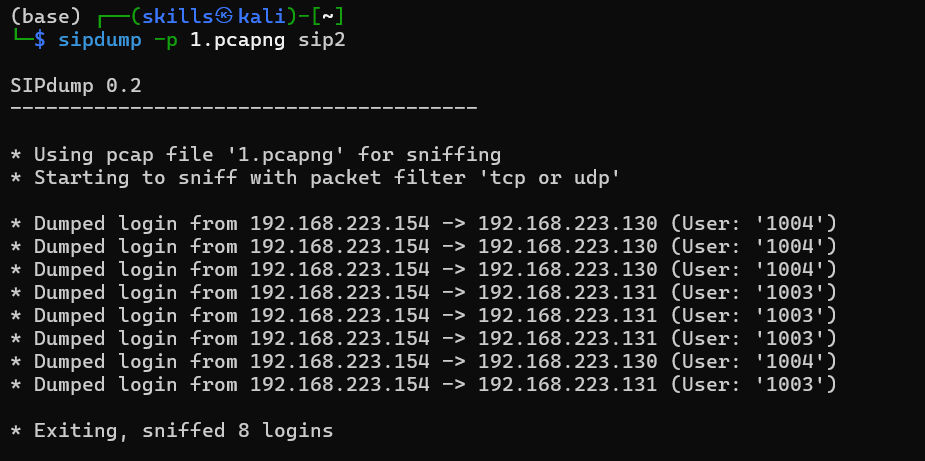 (base) ┌──(skills㉿kali)-[~]
└─$ sipdump -p 1.pcapng sip2
SIPdump 0.2
---------------------------------------
* Using pcap file '1.pcapng' for sniffing
* Starting to sniff with packet filter 'tcp or udp'
* Dumped login from 192.168.223.154 -> 192.168.223.130 (User: '1004')
* Dumped login from 192.168.223.154 -> 192.168.223.130 (User: '1004')
* Dumped login from 192.168.223.154 -> 192.168.223.130 (User: '1004')
* Dumped login from 192.168.223.154 -> 192.168.223.131 (User: '1003')
* Dumped login from 192.168.223.154 -> 192.168.223.131 (User: '1003')
* Dumped login from 192.168.223.154 -> 192.168.223.131 (User: '1003')
* Dumped login from 192.168.223.154 -> 192.168.223.130 (User: '1004')
* Dumped login from 192.168.223.154 -> 192.168.223.131 (User: '1003')
* Exiting, sniffed 8 logins